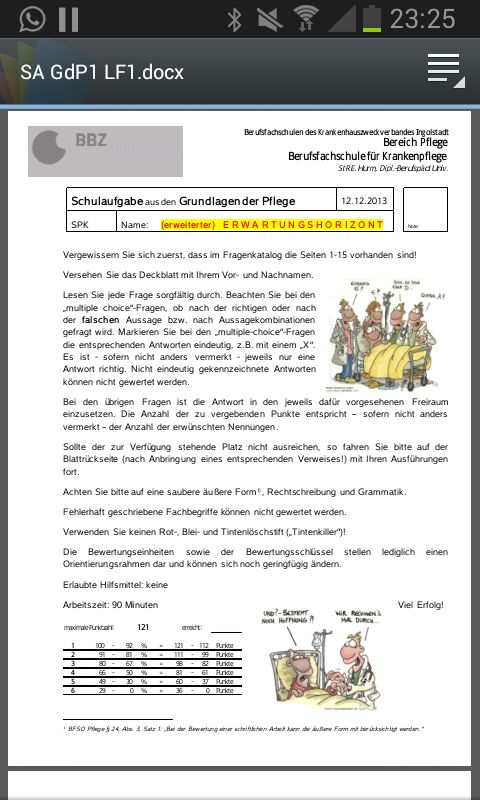 23:25
SA GdP1 LF1.docx
BBZ
Berufsfachschulen des Krankenhauszweckverbandes Ingolstadt
Bereich Pflege
Berufsfachschule für Krankenpflege
StRE. Hurm, Dipl.-Berufspäd. Univ.
Schulaufgabe aus den Grundlagen der Pflege
12.12.2013
SPK
Name:
(erweiterter) ERWARTUNGSHORIZONT
Note:
Vergewissern Sie sich zuerst, dass im Fragenkatalog die Seiten 1-15 vorhanden sind!
Versehen Sie das Deckblatt mit Ihrem Vor- und Nachnamen.
Lesen Sie jede Frage sorgfältig durch. Beachten Sie bei den
„multiple choice"-Fragen, ob nach der richtigen oder nach
der falschen Aussage bzw. nach Aussagekombinationen
gefragt wird. Markieren Sie bei den „multiple-choice"-Fragen
die entsprechenden Antworten eindeutig, z.B. mit einem „X".
Es ist - sofern nicht anders vermerkt - jeweils nur eine
Antwort richtig. Nicht eindeutig gekennzeichnete Antworten
können nicht gewertet werden.
Bei den übrigen Fragen ist die Antwort in den jeweils dafür vorgesehenen Freiraum
einzusetzen. Die Anzahl der zu vergebenden Punkte entspricht – sofern nicht anders
vermerkt – der Anzahl der erwünschten Nennungen.
Sollte der zur Verfügung stehende Platz nicht ausreichen, so fahren Sie bitte auf der
Blattrückseite (nach Anbringung eines entsprechenden Verweises!) mit Ihren Ausführungen
fort.
Achten Sie bitte auf eine saubere äußere Form¹, Rechtschreibung und Grammatik.
Fehlerhaft geschriebene Fachbegriffe können nicht gewertet werden.
Verwenden Sie keinen Rot-, Blei- und Tintenlöschstift („Tintenkiller")!
Die Bewertungseinheiten sowie der Bewertungsschlüssel stellen lediglich einen
Orientierungsrahmen dar und können sich noch geringfügig ändern.
Erlaubte Hilfsmittel: keine
Arbeitszeit: 90 Minuten
Viel Erfolg!
maximale Punktzahl: 121 erreicht:
1 100 - 92 % = 121 - 112 Punkte
2 91 - 81 % = 111 - 99 Punkte
3 80 - 67 % = 98 - 82 Punkte
4 66 - 50 % = 81 - 61 Punkte
5 49 - 30 % = 60 - 37 Punkte
6 29 - 0 % = 36 - 0 Punkte
UND? - BESTEHT
NOCH HOFFNUNG?!
WIR RECHNEN'S
MAL DURCH...
¹ BFSO Pflege § 24, Abs. 3, Satz 1: „Bei der Bewertung einer schriftlichen Arbeit kann die äußere Form mit berücksichtigt werden."